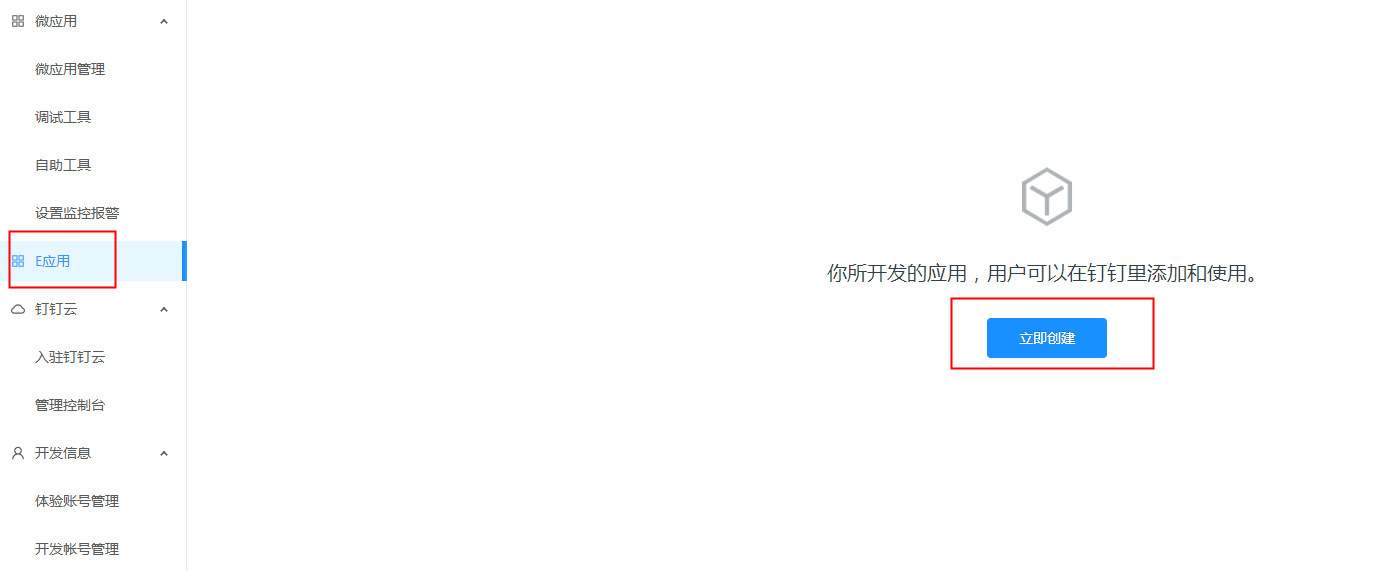 微应用
微应用管理
调试工具
自助工具
设置监控报警
E应用
钉钉云
入驻钉钉云
管理控制台
开发信息
体验账号管理
开发帐号管理
你所开发的应用，用户可以在钉钉里添加和使用。
立即创建